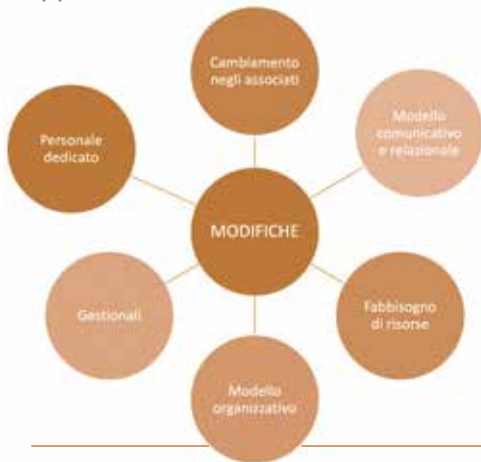 Cambiamento
negli associati
Modello
comunicativo
e relazionale
Personale
dedicato
MODIFICHE
Gestionali
Fabbisogno
di risorse
Modello
organizzativo